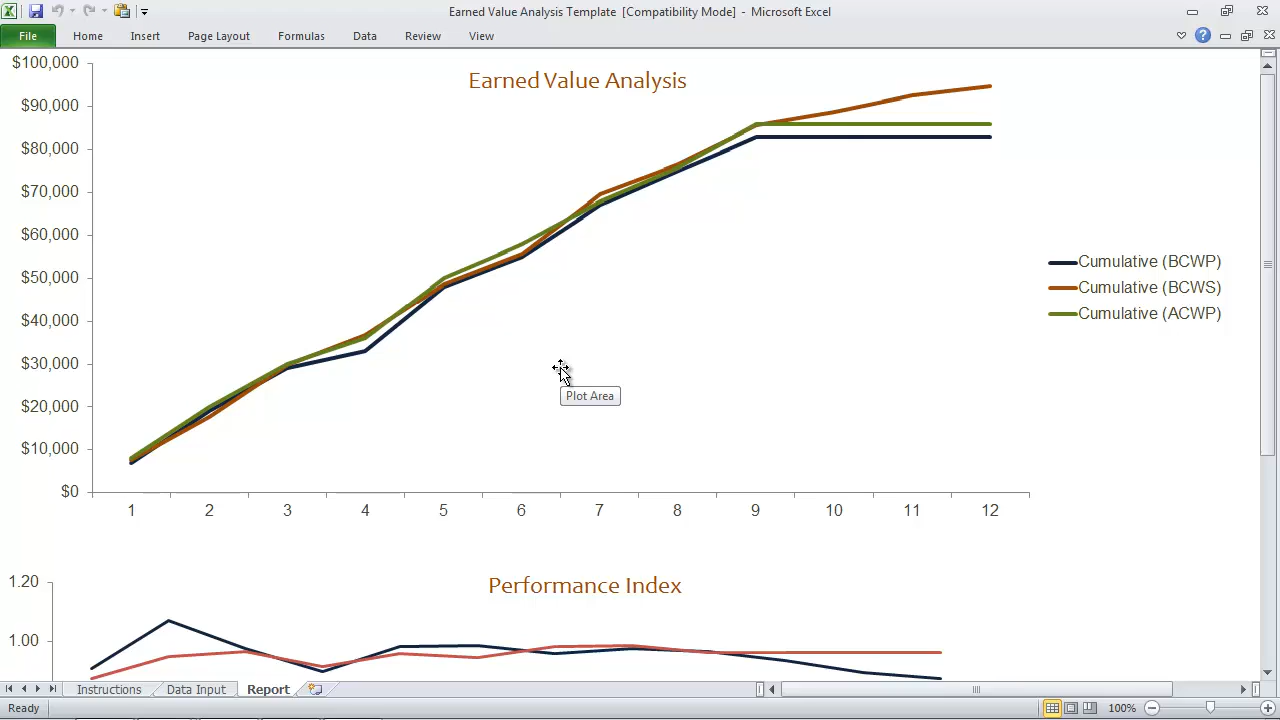 Earned Value Analysis Template  [Compatibility Mode]  -  Microsoft Excel
File Home Insert Page Layout Formulas Data Review View
Earned Value Analysis
$100,000
$90,000
$80,000
$70,000
$60,000
$50,000
$40,000
$30,000
$20,000
$10,000
$0
Cumulative (BCWP)
Cumulative (BCWS)
Cumulative (ACWP)
Plot Area
1 2 3 4 5 6 7 8 9 10 11 12
Performance Index
1.20
1.00
Instructions Data Input Report
Ready 100%